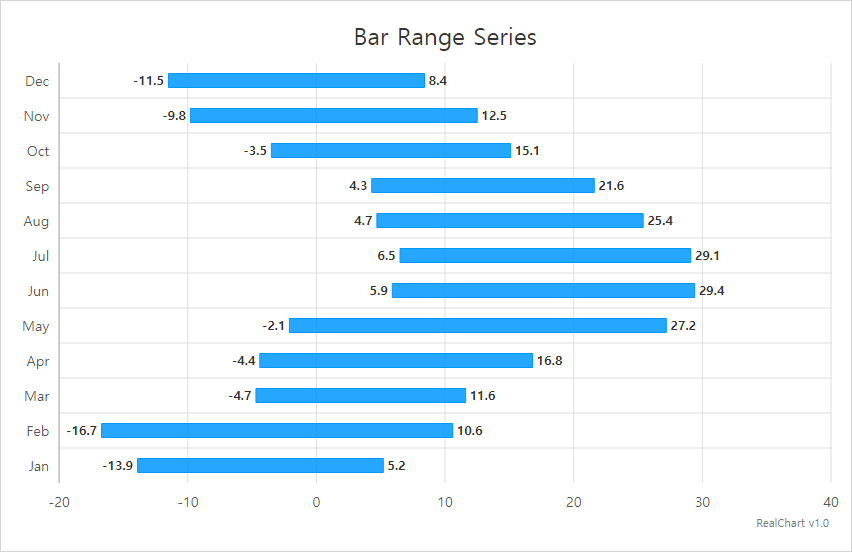 Bar Range Series
Dec -11.5 8.4
Nov -9.8 12.5
Oct -3.5 15.1
Sep 4.3 21.6
Aug 4.7 25.4
Jul 6.5 29.1
Jun 5.9 29.4
May -2.1 27.2
Apr -4.4 16.8
Mar -4.7 11.6
Feb -16.7 10.6
Jan -13.9 5.2
-20 -10 0 10 20 30 40
RealChart v1.0